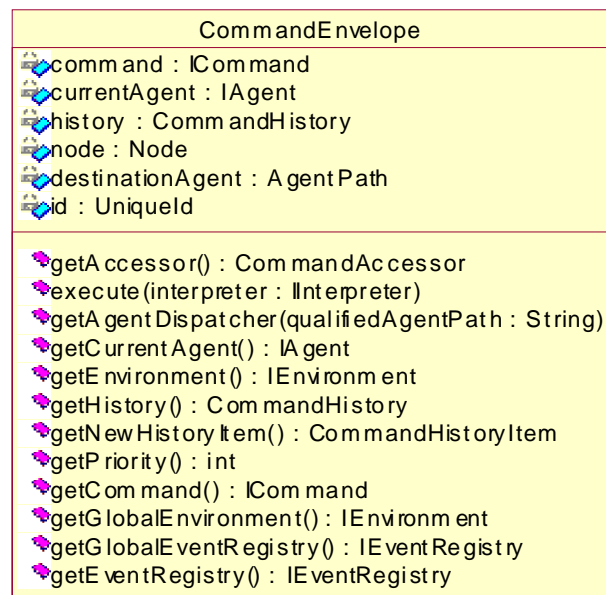 CommandEnvelope
command : ICommand
currentAgent : IAgent
history : CommandHistory
node : Node
destinationAgent : AgentPath
id : UniqueId
getAccessor() : CommandAccessor
execute(interpreter : IInterpreter)
getAgentDispatcher(qualifiedAgentPath : String)
getCurrentAgent() : IAgent
getEnvironment() : IEnvironment
getHistory() : CommandHistory
getNewHistoryItem() : CommandHistoryItem
getPriority() : int
getCommand() : ICommand
getGlobalEnvironment() : IEnvironment
getGlobalEventRegistry() : IEventRegistry
getEventRegistry() : IEventRegistry